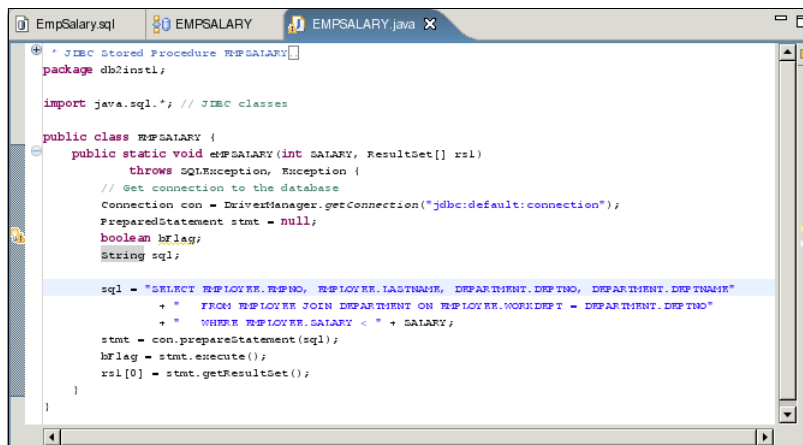 EmpSalary.sql EMPSALARY EMPSALARY.java
* JDBC Stored Procedure EMPSALARY
package db2inst1;
import java.sql.*; // JDBC classes
public class EMPSALARY {
public static void eMPSALARY(int SALARY, ResultSet[] rs1)
throws SQLException, Exception {
// Get connection to the database
Connection con = DriverManager.getConnection("jdbc:default:connection");
PreparedStatement stmt = null;
boolean bFlag;
String sql;
sql = "SELECT EMPLOYEE.EMPNO, EMPLOYEE.LASTNAME, DEPARTMENT.DEPTNO, DEPARTMENT.DEPTNAME"
+ "   FROM EMPLOYEE JOIN DEPARTMENT ON EMPLOYEE.WORKDEPT = DEPARTMENT.DEPTNO"
+ "   WHERE EMPLOYEE.SALARY < " + SALARY;
stmt = con.prepareStatement(sql);
bFlag = stmt.execute();
rs1[0] = stmt.getResultSet();
}
}